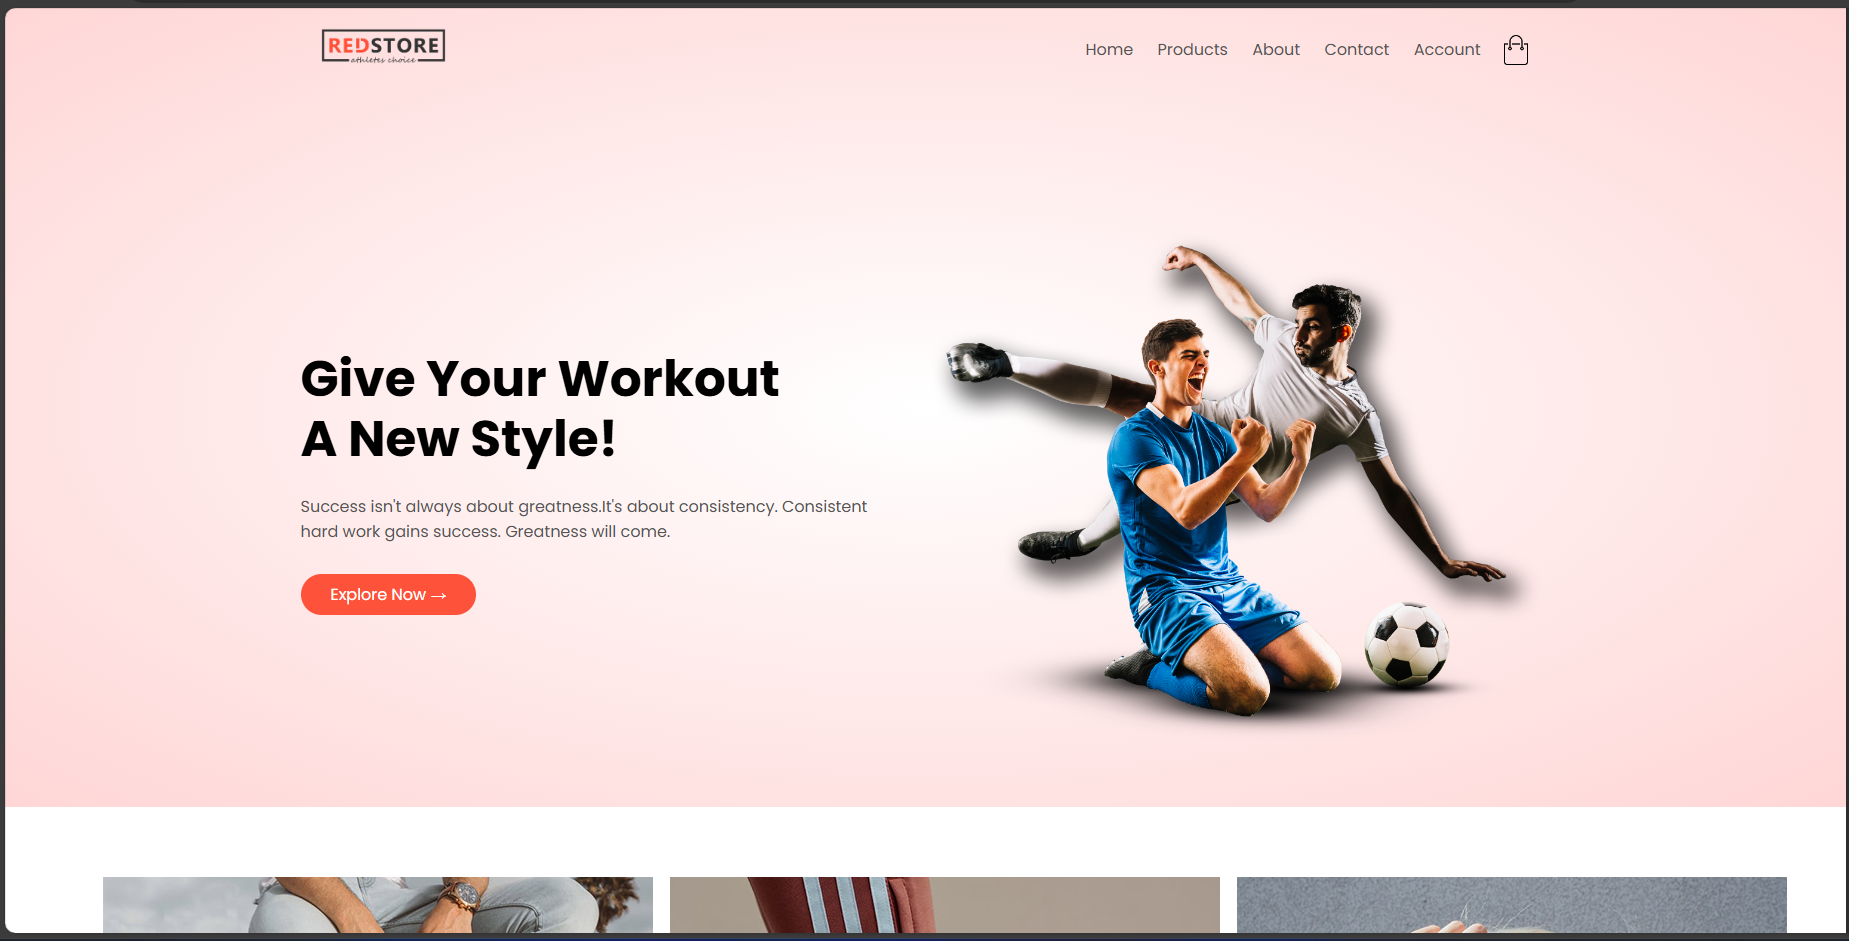 REDSTORE
athletes choice
Home Products About Contact Account
Give Your Workout
A New Style!
Success isn't always about greatness.It's about consistency. Consistent
hard work gains success. Greatness will come.
Explore Now →